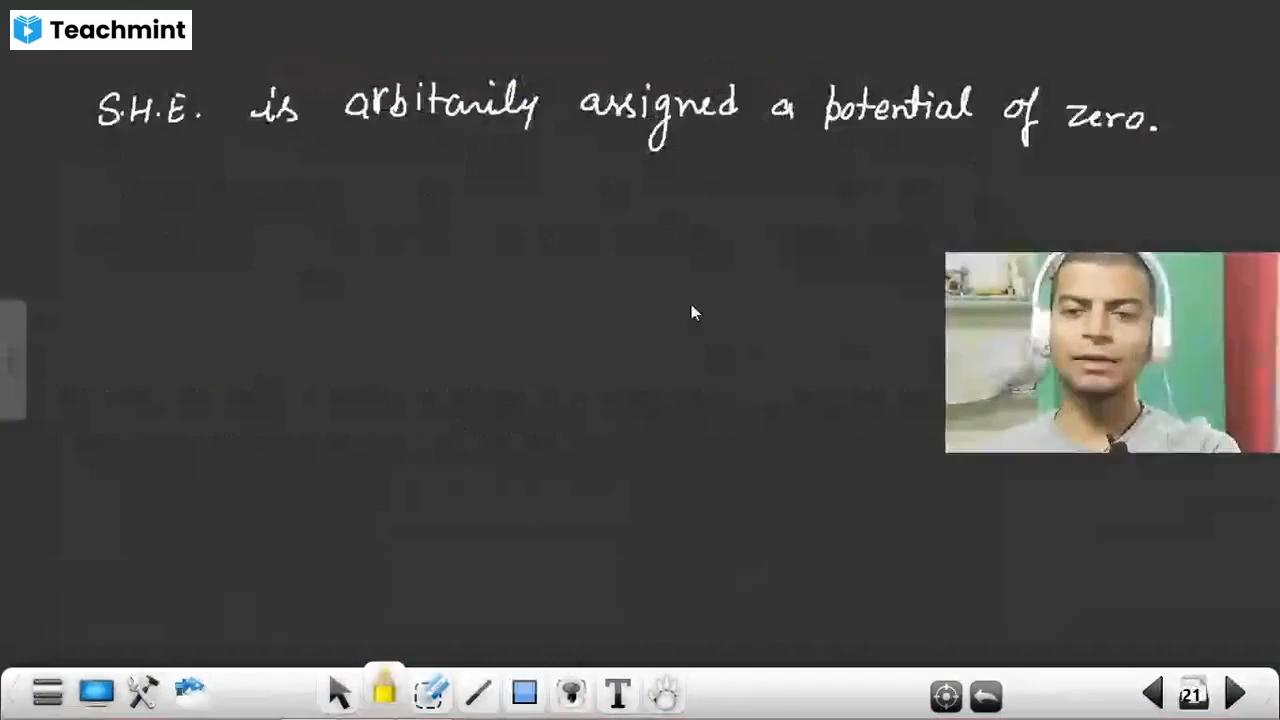 Teachmint
S.H.E. is arbitarily assigned a potential of zero.
21